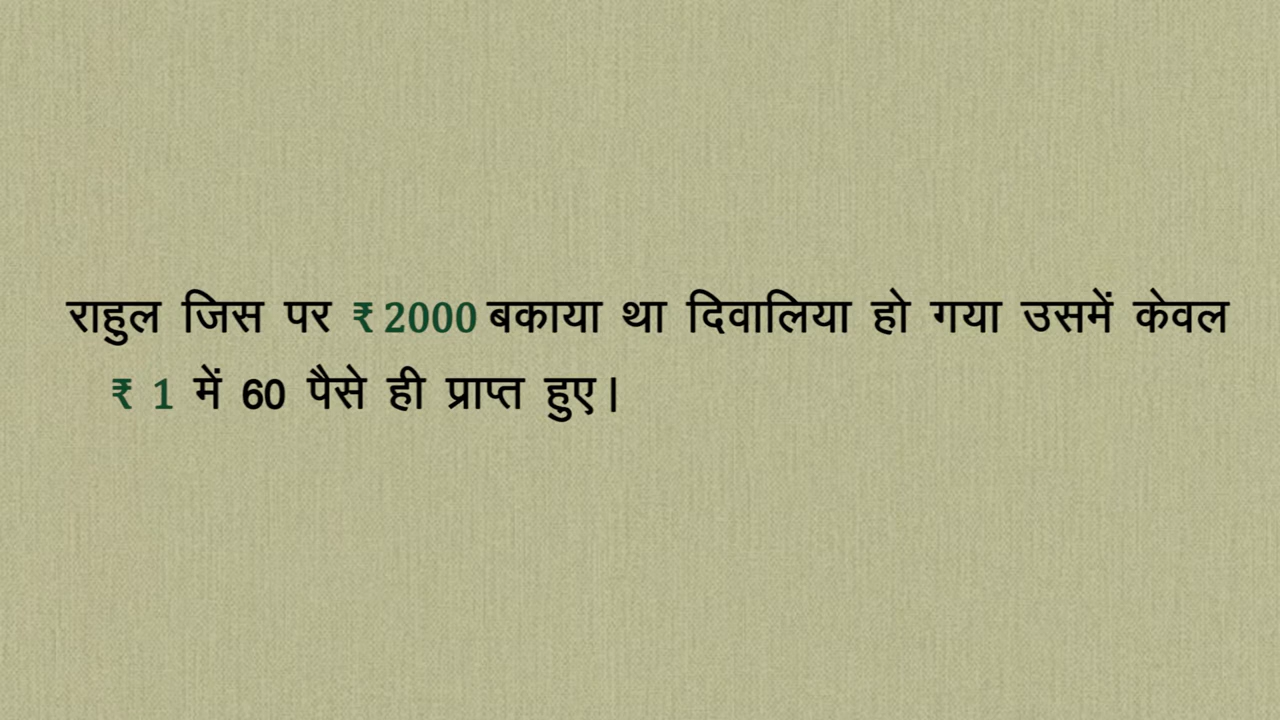 राहुल जिस पर ₹ 2000 बकाया था दिवालिया हो गया उसमें केवल
₹ 1 में 60 पैसे ही प्राप्त हुए।